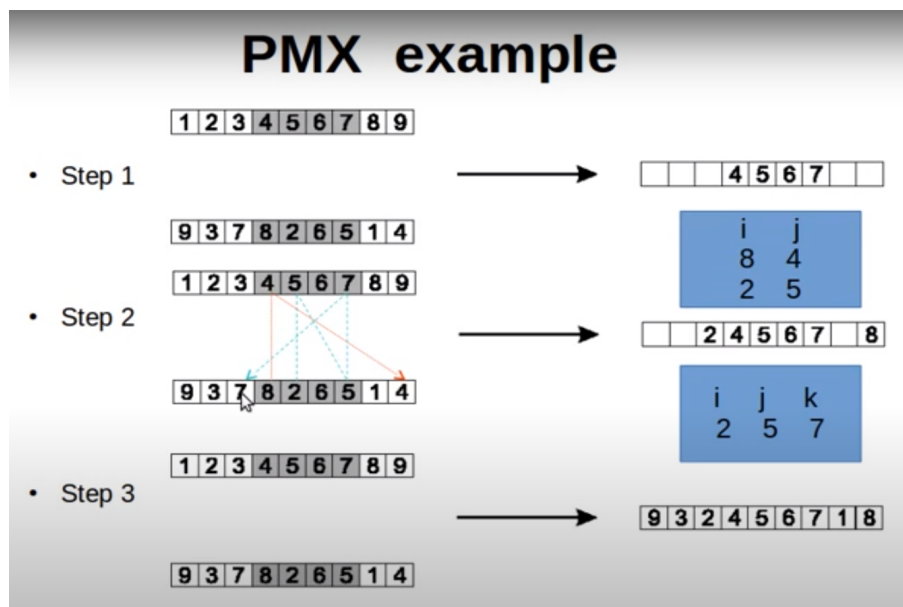 PMX example
1 2 3 4 5 6 7 8 9
• Step 1
4 5 6 7
9 3 7 8 2 6 5 1 4
i j
8 4
2 5
1 2 3 4 5 6 7 8 9
• Step 2
2 4 5 6 7 8
9 3 7 8 2 6 5 1 4
i j k
2 5 7
1 2 3 4 5 6 7 8 9
• Step 3
9 3 2 4 5 6 7 1 8
9 3 7 8 2 6 5 1 4